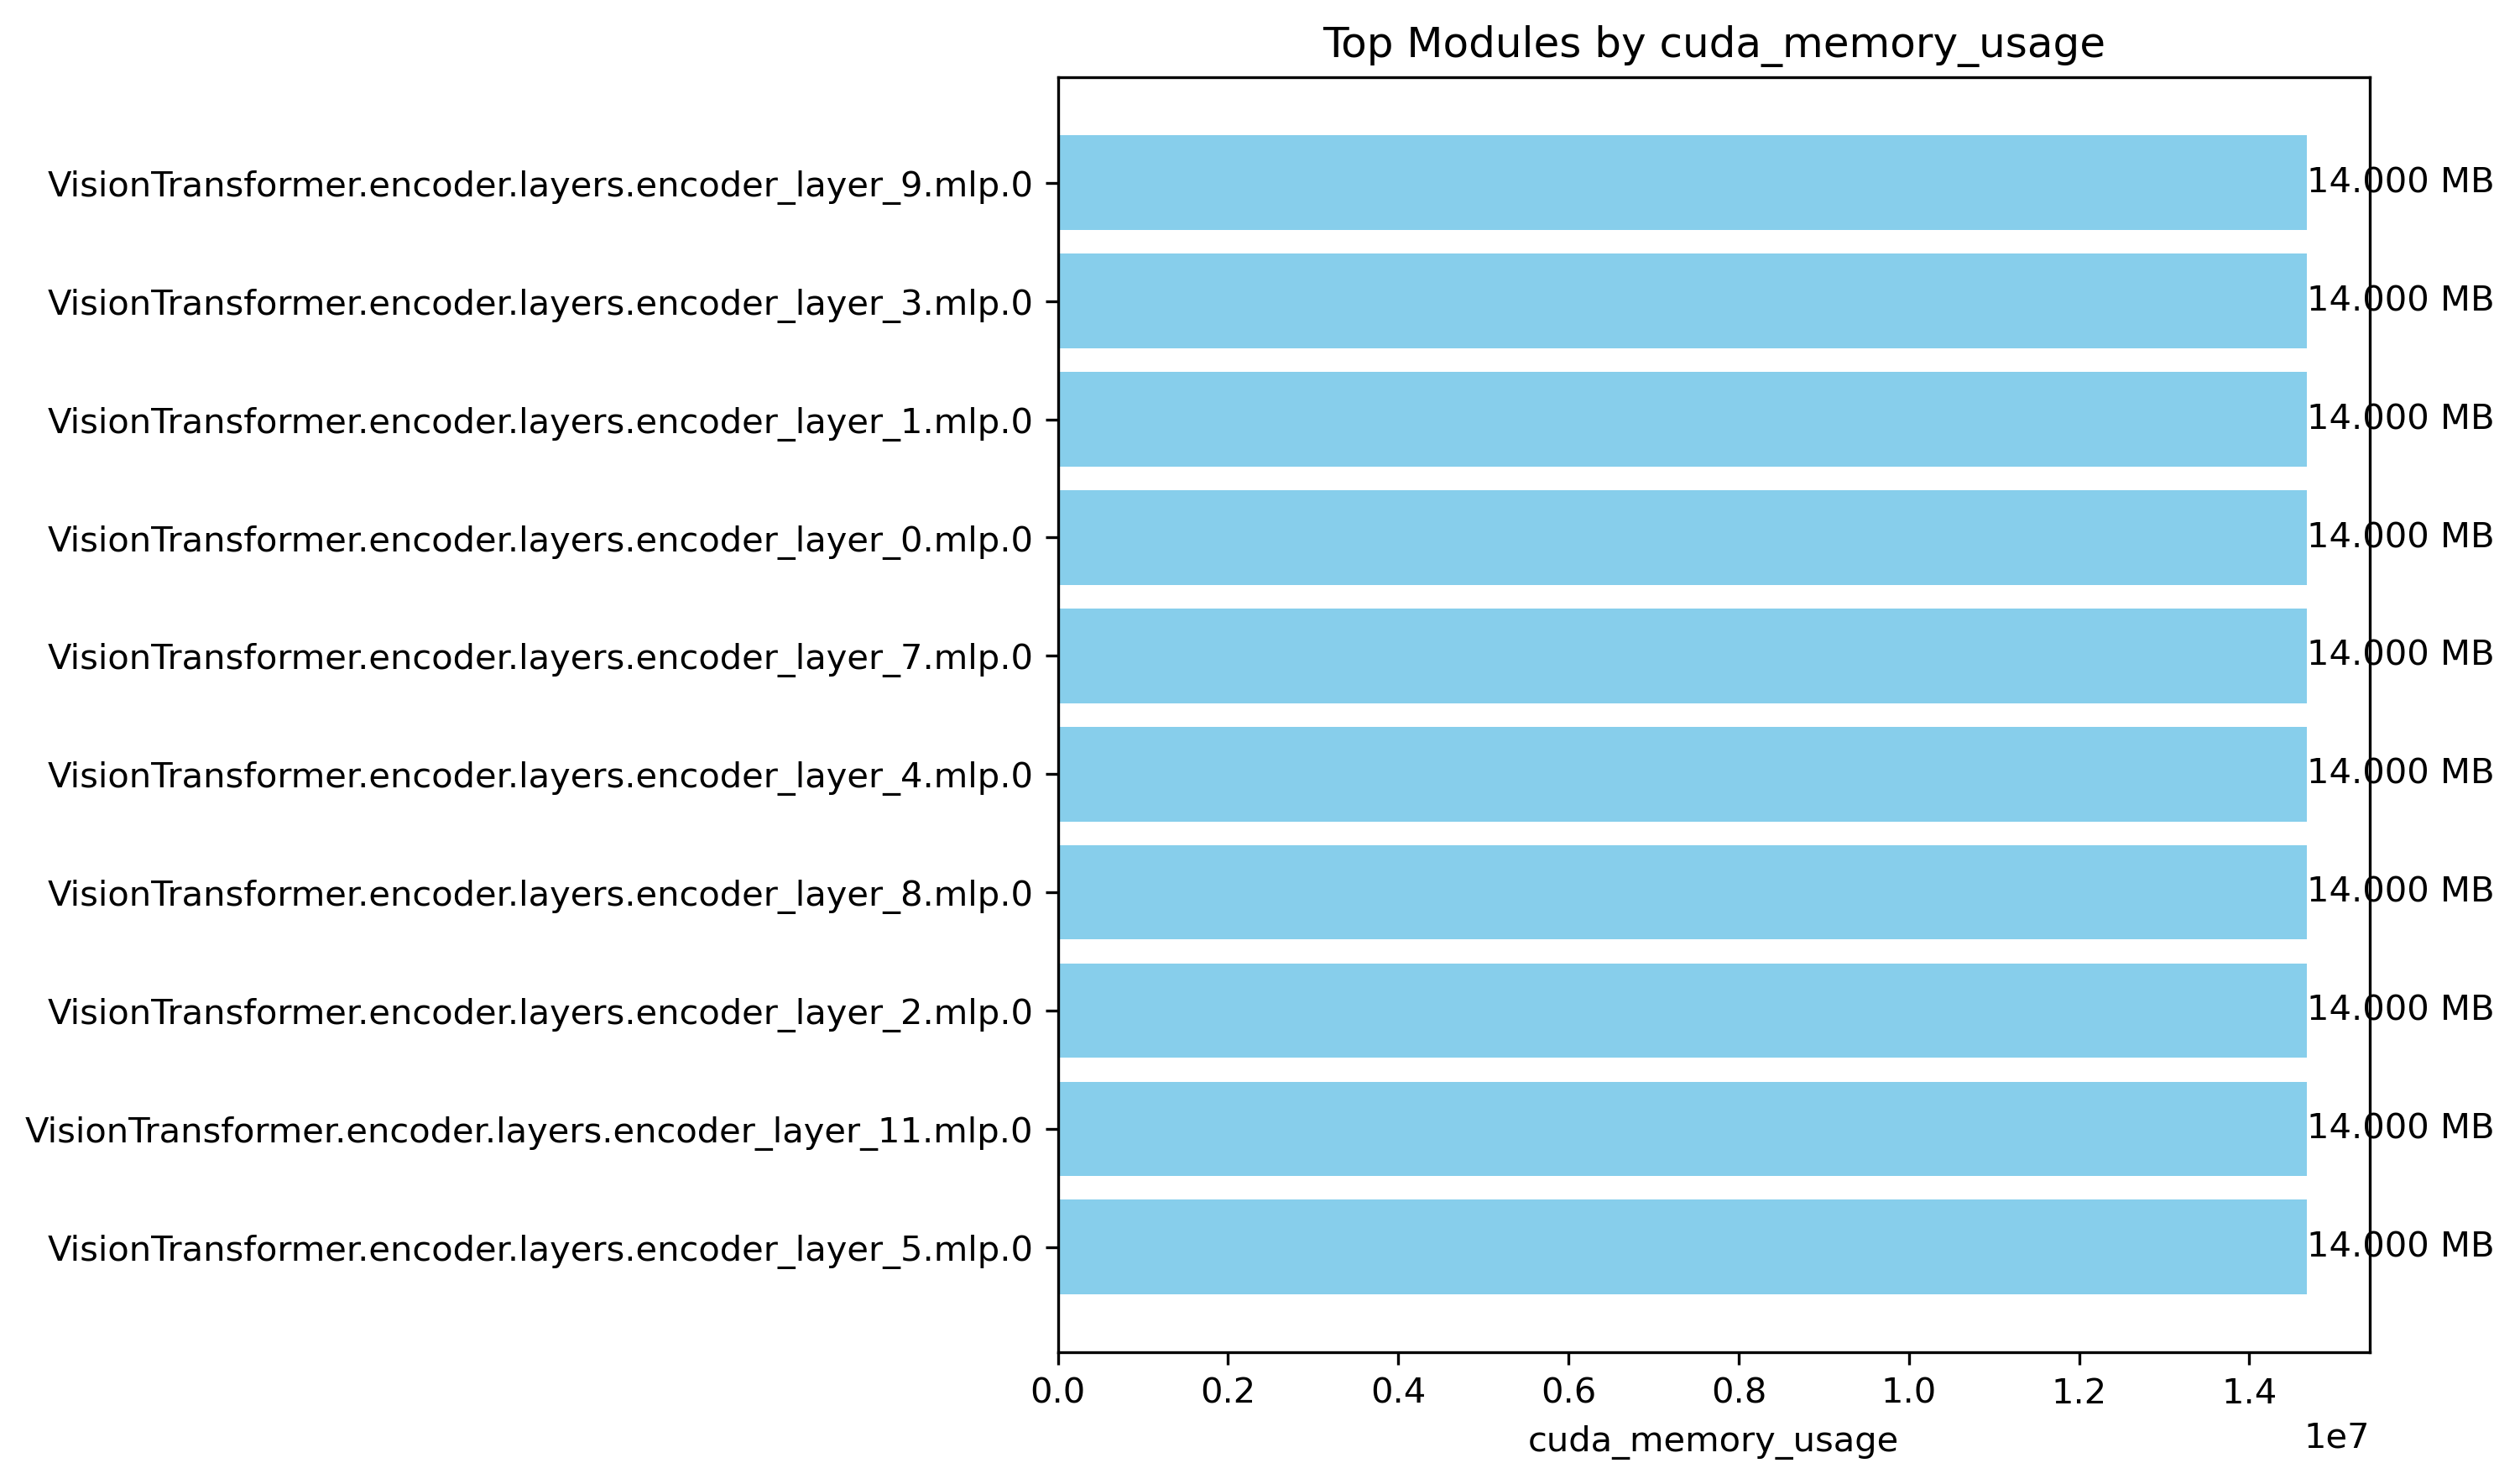 Top Modules by cuda_memory_usage
VisionTransformer.encoder.layers.encoder_layer_9.mlp.0 14.000 MB
VisionTransformer.encoder.layers.encoder_layer_3.mlp.0 14.000 MB
VisionTransformer.encoder.layers.encoder_layer_1.mlp.0 14.000 MB
VisionTransformer.encoder.layers.encoder_layer_0.mlp.0 14.000 MB
VisionTransformer.encoder.layers.encoder_layer_7.mlp.0 14.000 MB
VisionTransformer.encoder.layers.encoder_layer_4.mlp.0 14.000 MB
VisionTransformer.encoder.layers.encoder_layer_8.mlp.0 14.000 MB
VisionTransformer.encoder.layers.encoder_layer_2.mlp.0 14.000 MB
VisionTransformer.encoder.layers.encoder_layer_11.mlp.0 14.000 MB
VisionTransformer.encoder.layers.encoder_layer_5.mlp.0 14.000 MB
0.0 0.2 0.4 0.6 0.8 1.0 1.2 1.4
1e7
cuda_memory_usage